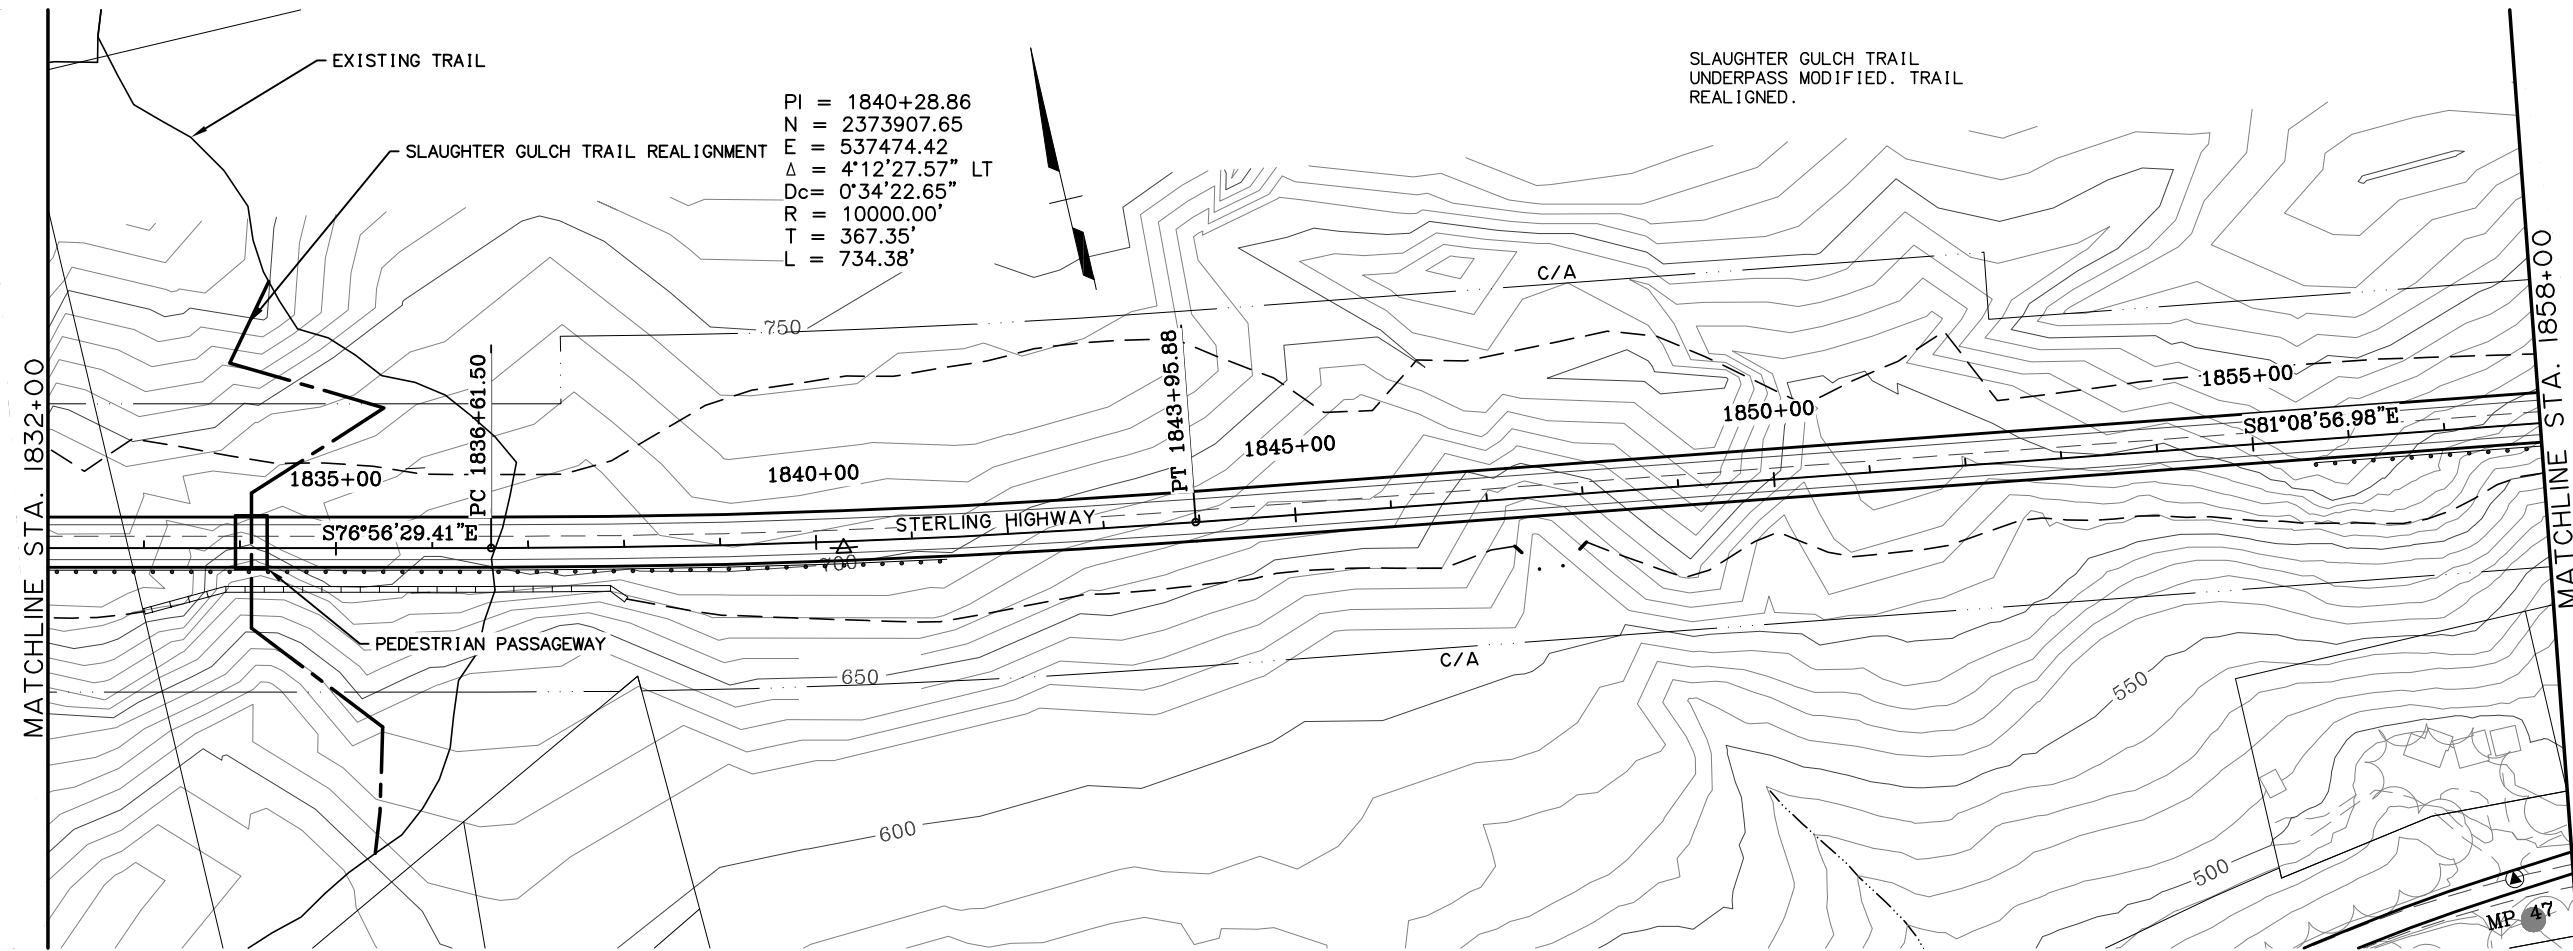 EXISTING TRAIL
SLAUGHTER GULCH TRAIL REALIGNMENT
PI = 1840+28.86
N = 2373907.65
E = 537474.42
Δ = 4°12'27.57" LT
Dc= 0°34'22.65"
R = 10000.00'
T = 367.35'
L = 734.38'
SLAUGHTER GULCH TRAIL
UNDERPASS MODIFIED. TRAIL
REALIGNED.
C/A
750
MATCHLINE STA. 1832+00
PC 1836+61.50
PT 1843+95.88
MATCHLINE STA. 1858+00
1835+00
1840+00
1845+00
1850+00
1855+00
S76°56'29.41"E
STERLING HIGHWAY
S81°08'56.98"E
700
PEDESTRIAN PASSAGEWAY
650
C/A
550
600
500
MP 47